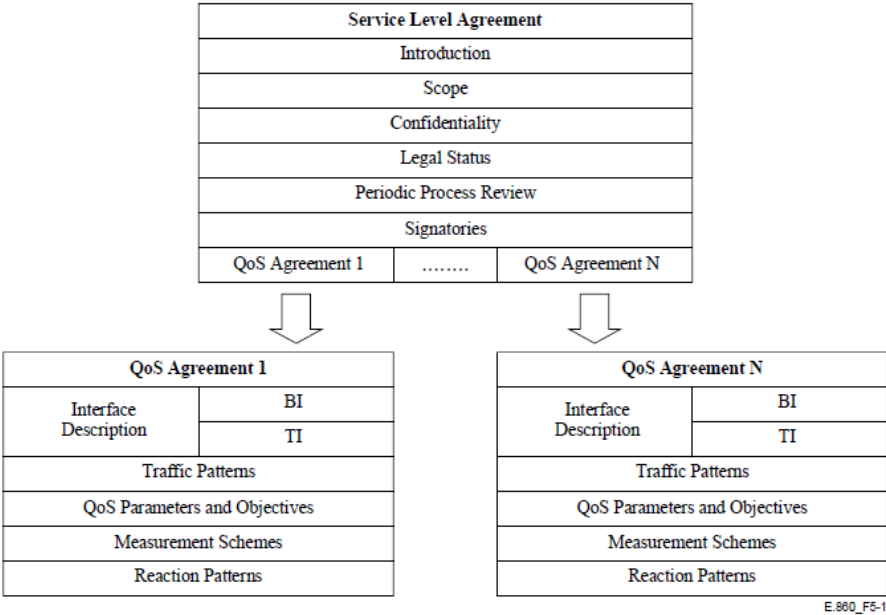 Service Level Agreement
Introduction
Scope
Confidentiality
Legal Status
Periodic Process Review
Signatories
QoS Agreement 1
........
QoS Agreement N
QoS Agreement 1
Interface
Description
BI
TI
Traffic Patterns
QoS Parameters and Objectives
Measurement Schemes
Reaction Patterns
QoS Agreement N
Interface
Description
BI
TI
Traffic Patterns
QoS Parameters and Objectives
Measurement Schemes
Reaction Patterns
E.860_F5-1